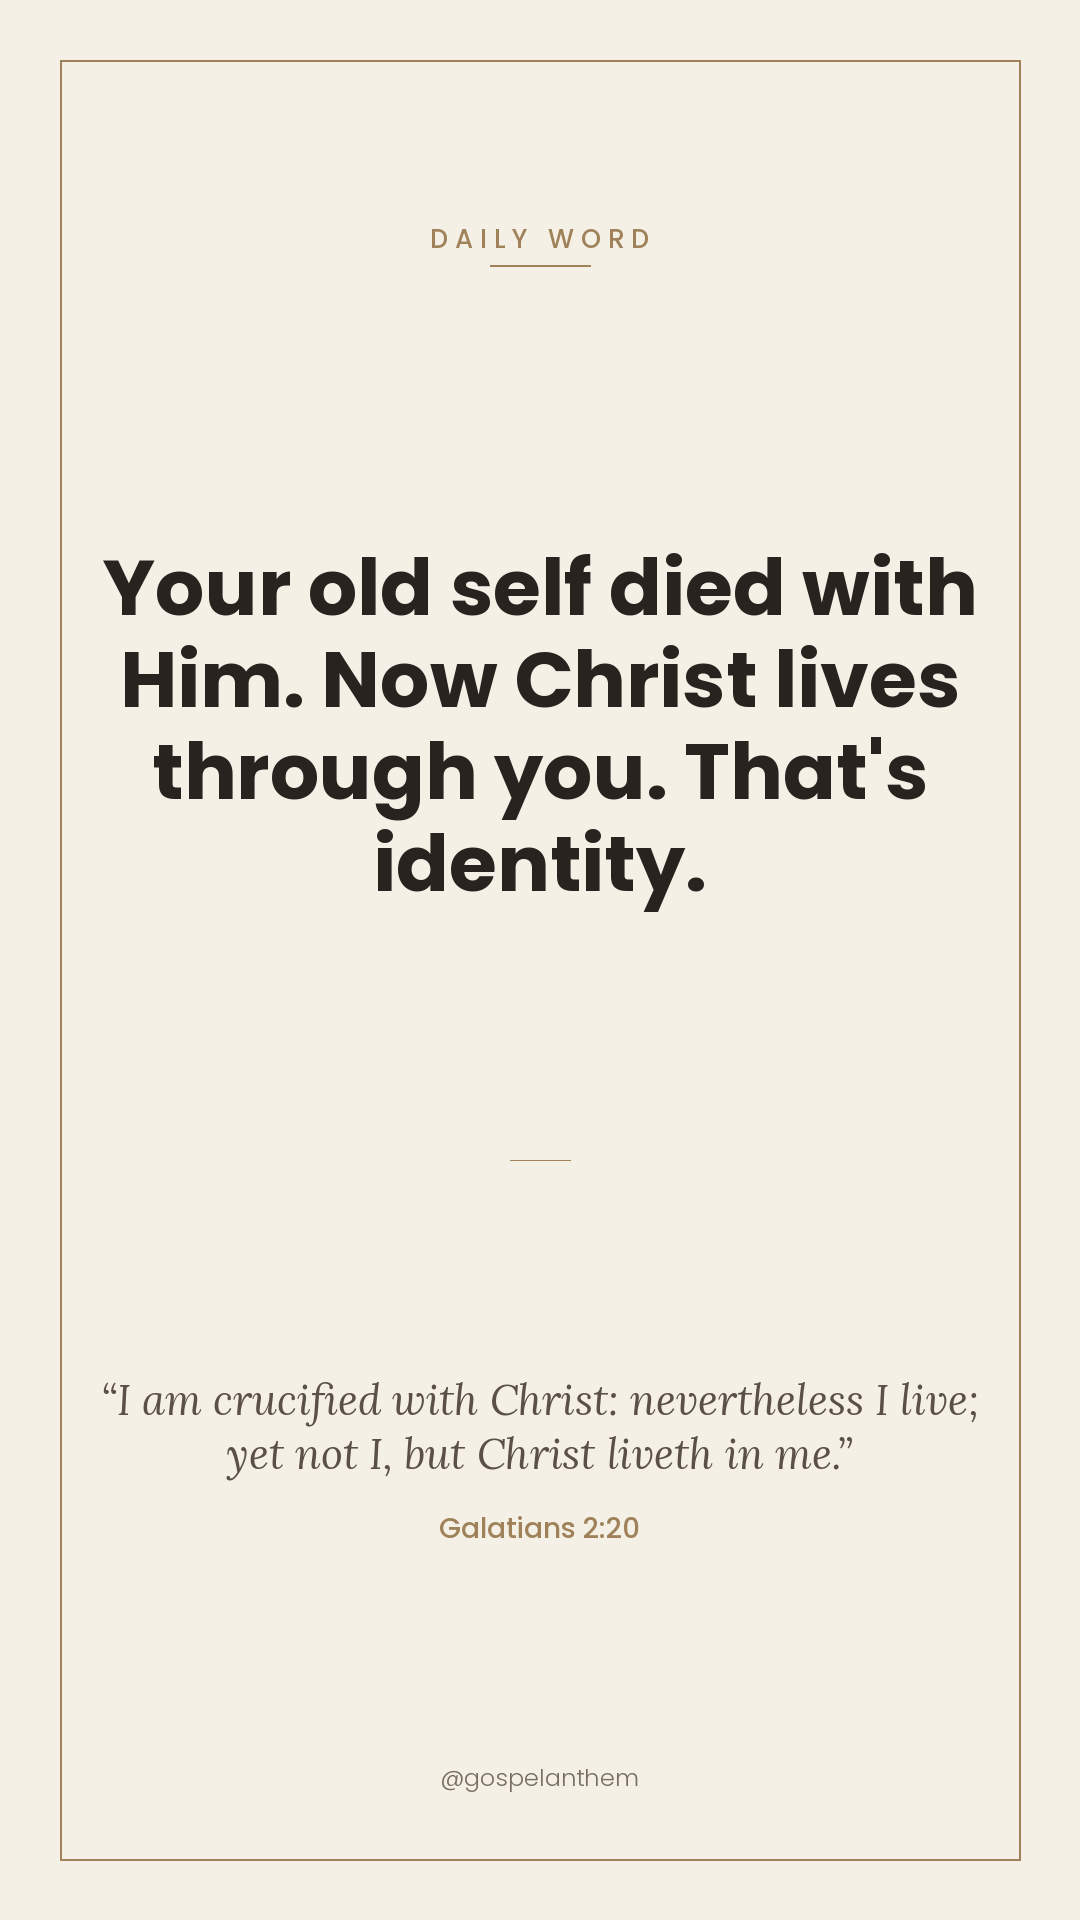 DAILY WORD
Your old self died with
Him. Now Christ lives
through you. That's
identity.
“I am crucified with Christ: nevertheless I live;
yet not I, but Christ liveth in me.”
Galatians 2:20
@gospelanthem